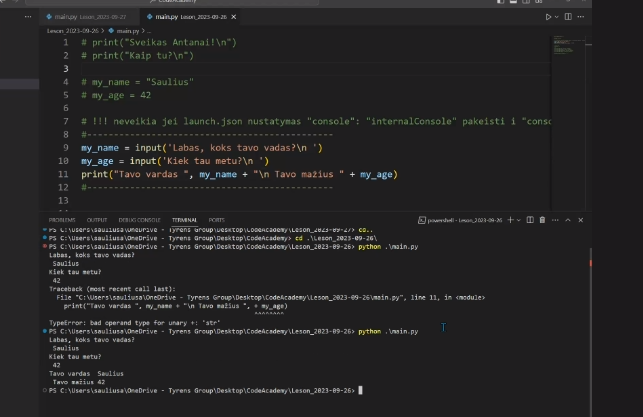 CodeAcademy
main.py Leson_2023-09-27
main.py Leson_2023-09-26
Leson_2023-09-26 > main.py > ...
1 # print("Sveikas Antanai!\n")
2 # print("Kaip tu?\n")
3
4 # my_name = "Saulius"
5 # my_age = 42
6
7 # !!! neveikia jei launch.json nustatymas "console": "internalConsole" pakeisti i "conso
8 #----------------------------------------------
9 my_name = input('Labas, koks tavo vadas?\n ')
10 my_age = input('Kiek tau metu?\n ')
11 print("Tavo vardas ", my_name + "\n Tavo mažius " + my_age)
12 #----------------------------------------------
13
PROBLEMS OUTPUT DEBUG CONSOLE TERMINAL PORTS
powershell - Leson_2023-09-26
PS C:\Users\sauliusa\OneDrive - Tyrens Group\Desktop\CodeAcademy\Leson_2023-09-27> cd..
PS C:\Users\sauliusa\OneDrive - Tyrens Group\Desktop\CodeAcademy> cd .\Leson_2023-09-26\
PS C:\Users\sauliusa\OneDrive - Tyrens Group\Desktop\CodeAcademy\Leson_2023-09-26> python .\main.py
Labas, koks tavo vadas?
Saulius
Kiek tau metu?
42
Traceback (most recent call last):
File "C:\Users\sauliusa\OneDrive - Tyrens Group\Desktop\CodeAcademy\Leson_2023-09-26\main.py", line 11, in <module>
print("Tavo vardas ", my_name + "\n Tavo mažius ", + my_age)
^^^^^^^^
TypeError: bad operand type for unary +: 'str'
PS C:\Users\sauliusa\OneDrive - Tyrens Group\Desktop\CodeAcademy\Leson_2023-09-26> python .\main.py
Labas, koks tavo vadas?
Saulius
Kiek tau metu?
42
Tavo vardas Saulius
Tavo mažius 42
PS C:\Users\sauliusa\OneDrive - Tyrens Group\Desktop\CodeAcademy\Leson_2023-09-26>